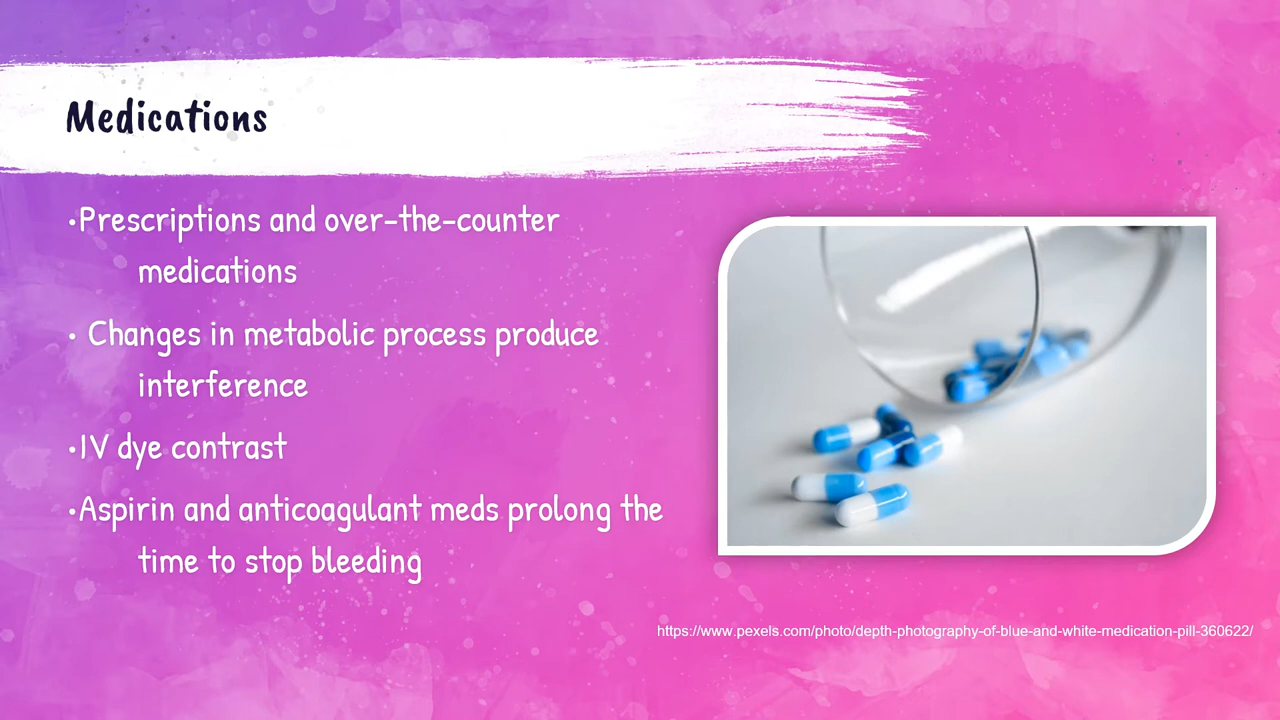 Medications
•Prescriptions and over-the-counter
medications
• Changes in metabolic process produce
interference
•IV dye contrast
•Aspirin and anticoagulant meds prolong the
time to stop bleeding
https://www.pexels.com/photo/depth-photography-of-blue-and-white-medication-pill-360622/